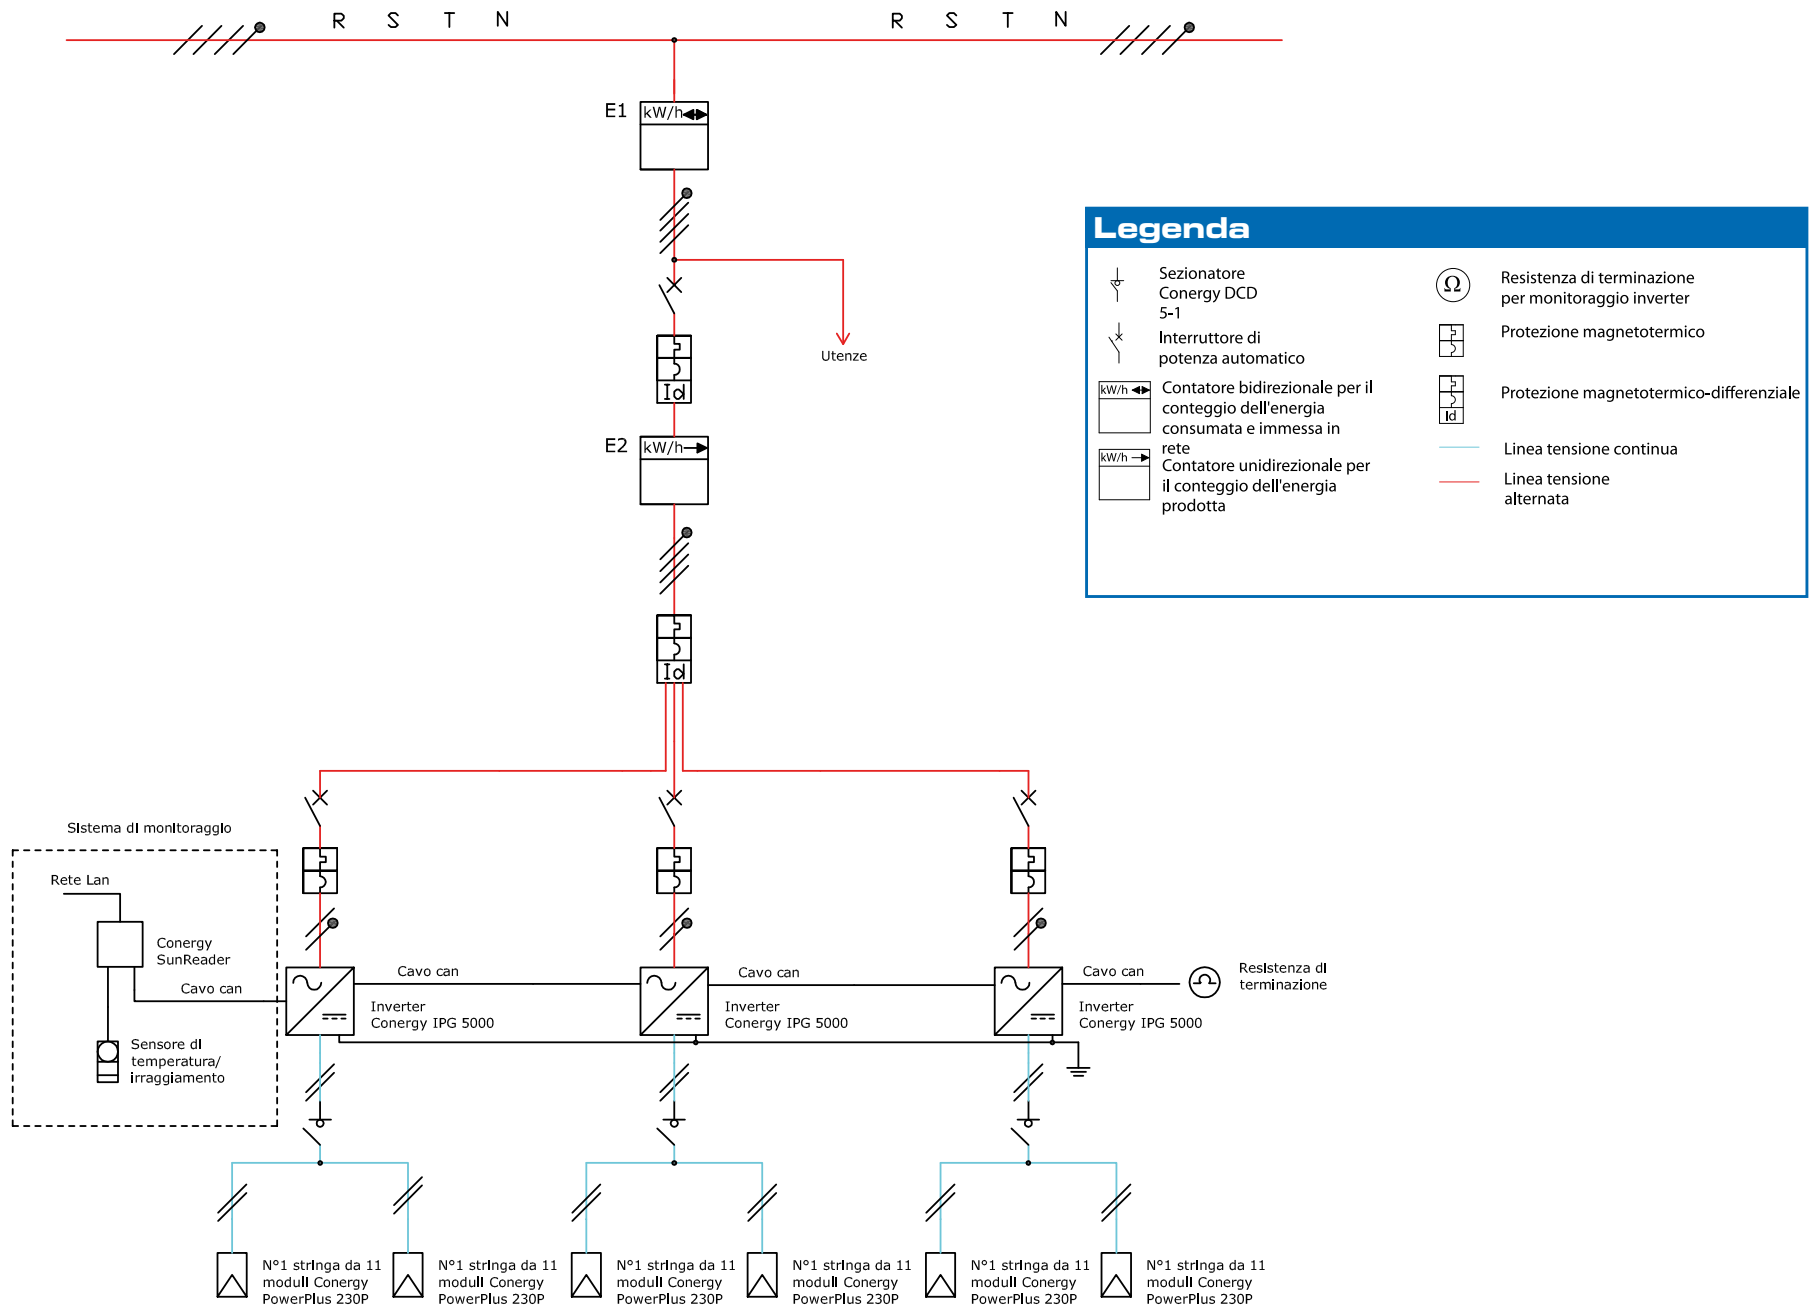 R S T N
R S T N
E1
kW/h
Utenze
Id
E2
kW/h
Id
Legenda
Sezionatore
Conergy DCD
5-1
Interruttore di
potenza automatico
kW/h
Contatore bidirezionale per il
conteggio dell'energia
consumata e immessa in
rete
kW/h
Contatore unidirezionale per
il conteggio dell'energia
prodotta
Ω
Resistenza di terminazione
per monitoraggio inverter
Protezione magnetotermico
Id
Protezione magnetotermico-differenziale
Linea tensione continua
Linea tensione
alternata
Sistema di monitoraggio
Rete Lan
Conergy
SunReader
Cavo can
Sensore di
temperatura/
irraggiamento
Cavo can
Inverter
Conergy IPG 5000
Cavo can
Inverter
Conergy IPG 5000
Cavo can
Inverter
Conergy IPG 5000
Resistenza di
terminazione
N°1 stringa da 11
moduli Conergy
PowerPlus 230P
N°1 stringa da 11
moduli Conergy
PowerPlus 230P
N°1 stringa da 11
moduli Conergy
PowerPlus 230P
N°1 stringa da 11
moduli Conergy
PowerPlus 230P
N°1 stringa da 11
moduli Conergy
PowerPlus 230P
N°1 stringa da 11
moduli Conergy
PowerPlus 230P